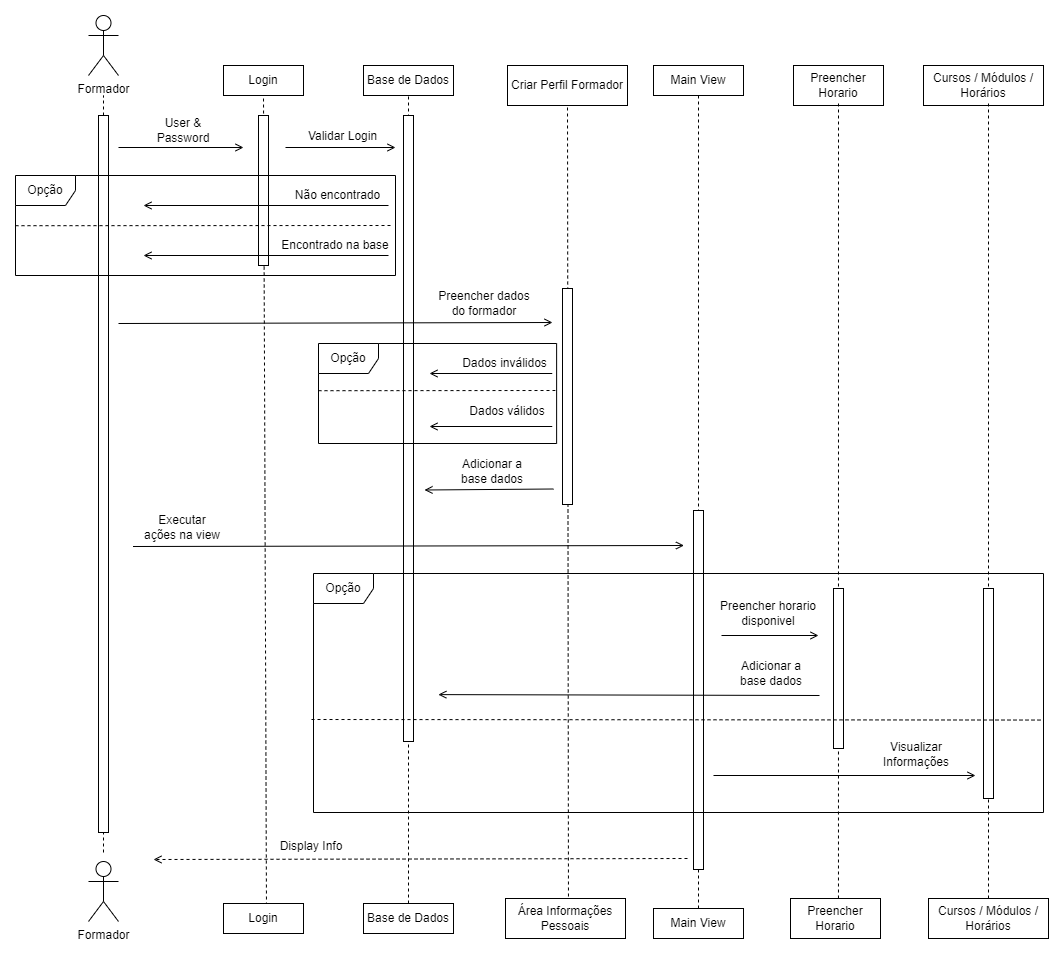 Formador
Login
Base de Dados
Criar Perfil Formador
Main View
Preencher
Horario
Cursos / Módulos /
Horários
User &
Password
Validar Login
Opção
Não encontrado
Encontrado na base
Preencher dados
do formador
Opção
Dados inválidos
Dados válidos
Adicionar a
base dados
Executar
ações na view
Opção
Preencher horario
disponivel
Adicionar a
base dados
Visualizar
Informações
Display Info
Formador
Login
Base de Dados
Área Informações
Pessoais
Main View
Preencher
Horario
Cursos / Módulos /
Horários